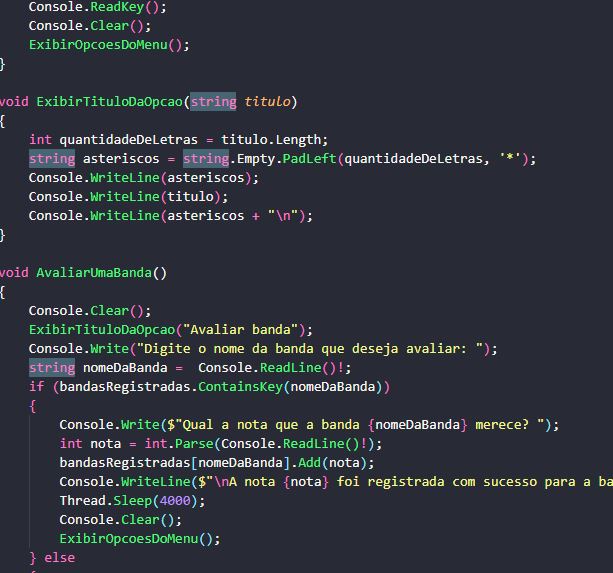 Console.ReadKey();
Console.Clear();
ExibirOpcoesDoMenu();
}
void ExibirTituloDaOpcao(string titulo)
{
int quantidadeDeLetras = titulo.Length;
string asteriscos = string.Empty.PadLeft(quantidadeDeLetras, '*');
Console.WriteLine(asteriscos);
Console.WriteLine(titulo);
Console.WriteLine(asteriscos + "\n");
}
void AvaliarUmaBanda()
{
Console.Clear();
ExibirTituloDaOpcao("Avaliar banda");
Console.Write("Digite o nome da banda que deseja avaliar: ");
string nomeDaBanda =  Console.ReadLine()!;
if (bandasRegistradas.ContainsKey(nomeDaBanda))
{
Console.Write($"Qual a nota que a banda {nomeDaBanda} merece? ");
int nota = int.Parse(Console.ReadLine()!);
bandasRegistradas[nomeDaBanda].Add(nota);
Console.WriteLine($"\nA nota {nota} foi registrada com sucesso para a ba
Thread.Sleep(4000);
Console.Clear();
ExibirOpcoesDoMenu();
} else
{